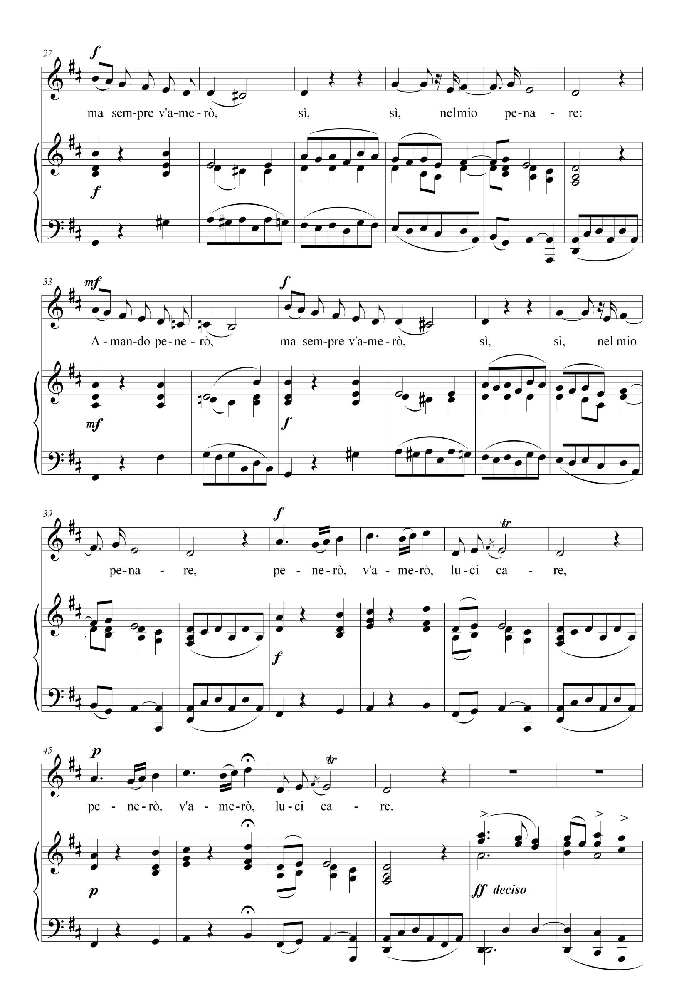 27
f
ma sem-pre v'a-me-rò, sì, sì, nel mio pe-na - re:
f
33
mf f
A - man-do pe-ne - rò, ma sem-pre v'a-me-rò, sì, sì, nel mio
mf f
39
f
tr
pe-na - re, pe - ne-rò, v'a - me-rò, lu-ci ca - re,
f
45
p
tr
pe - ne-rò, v'a - me-rò, lu-ci ca - re.
p ff deciso